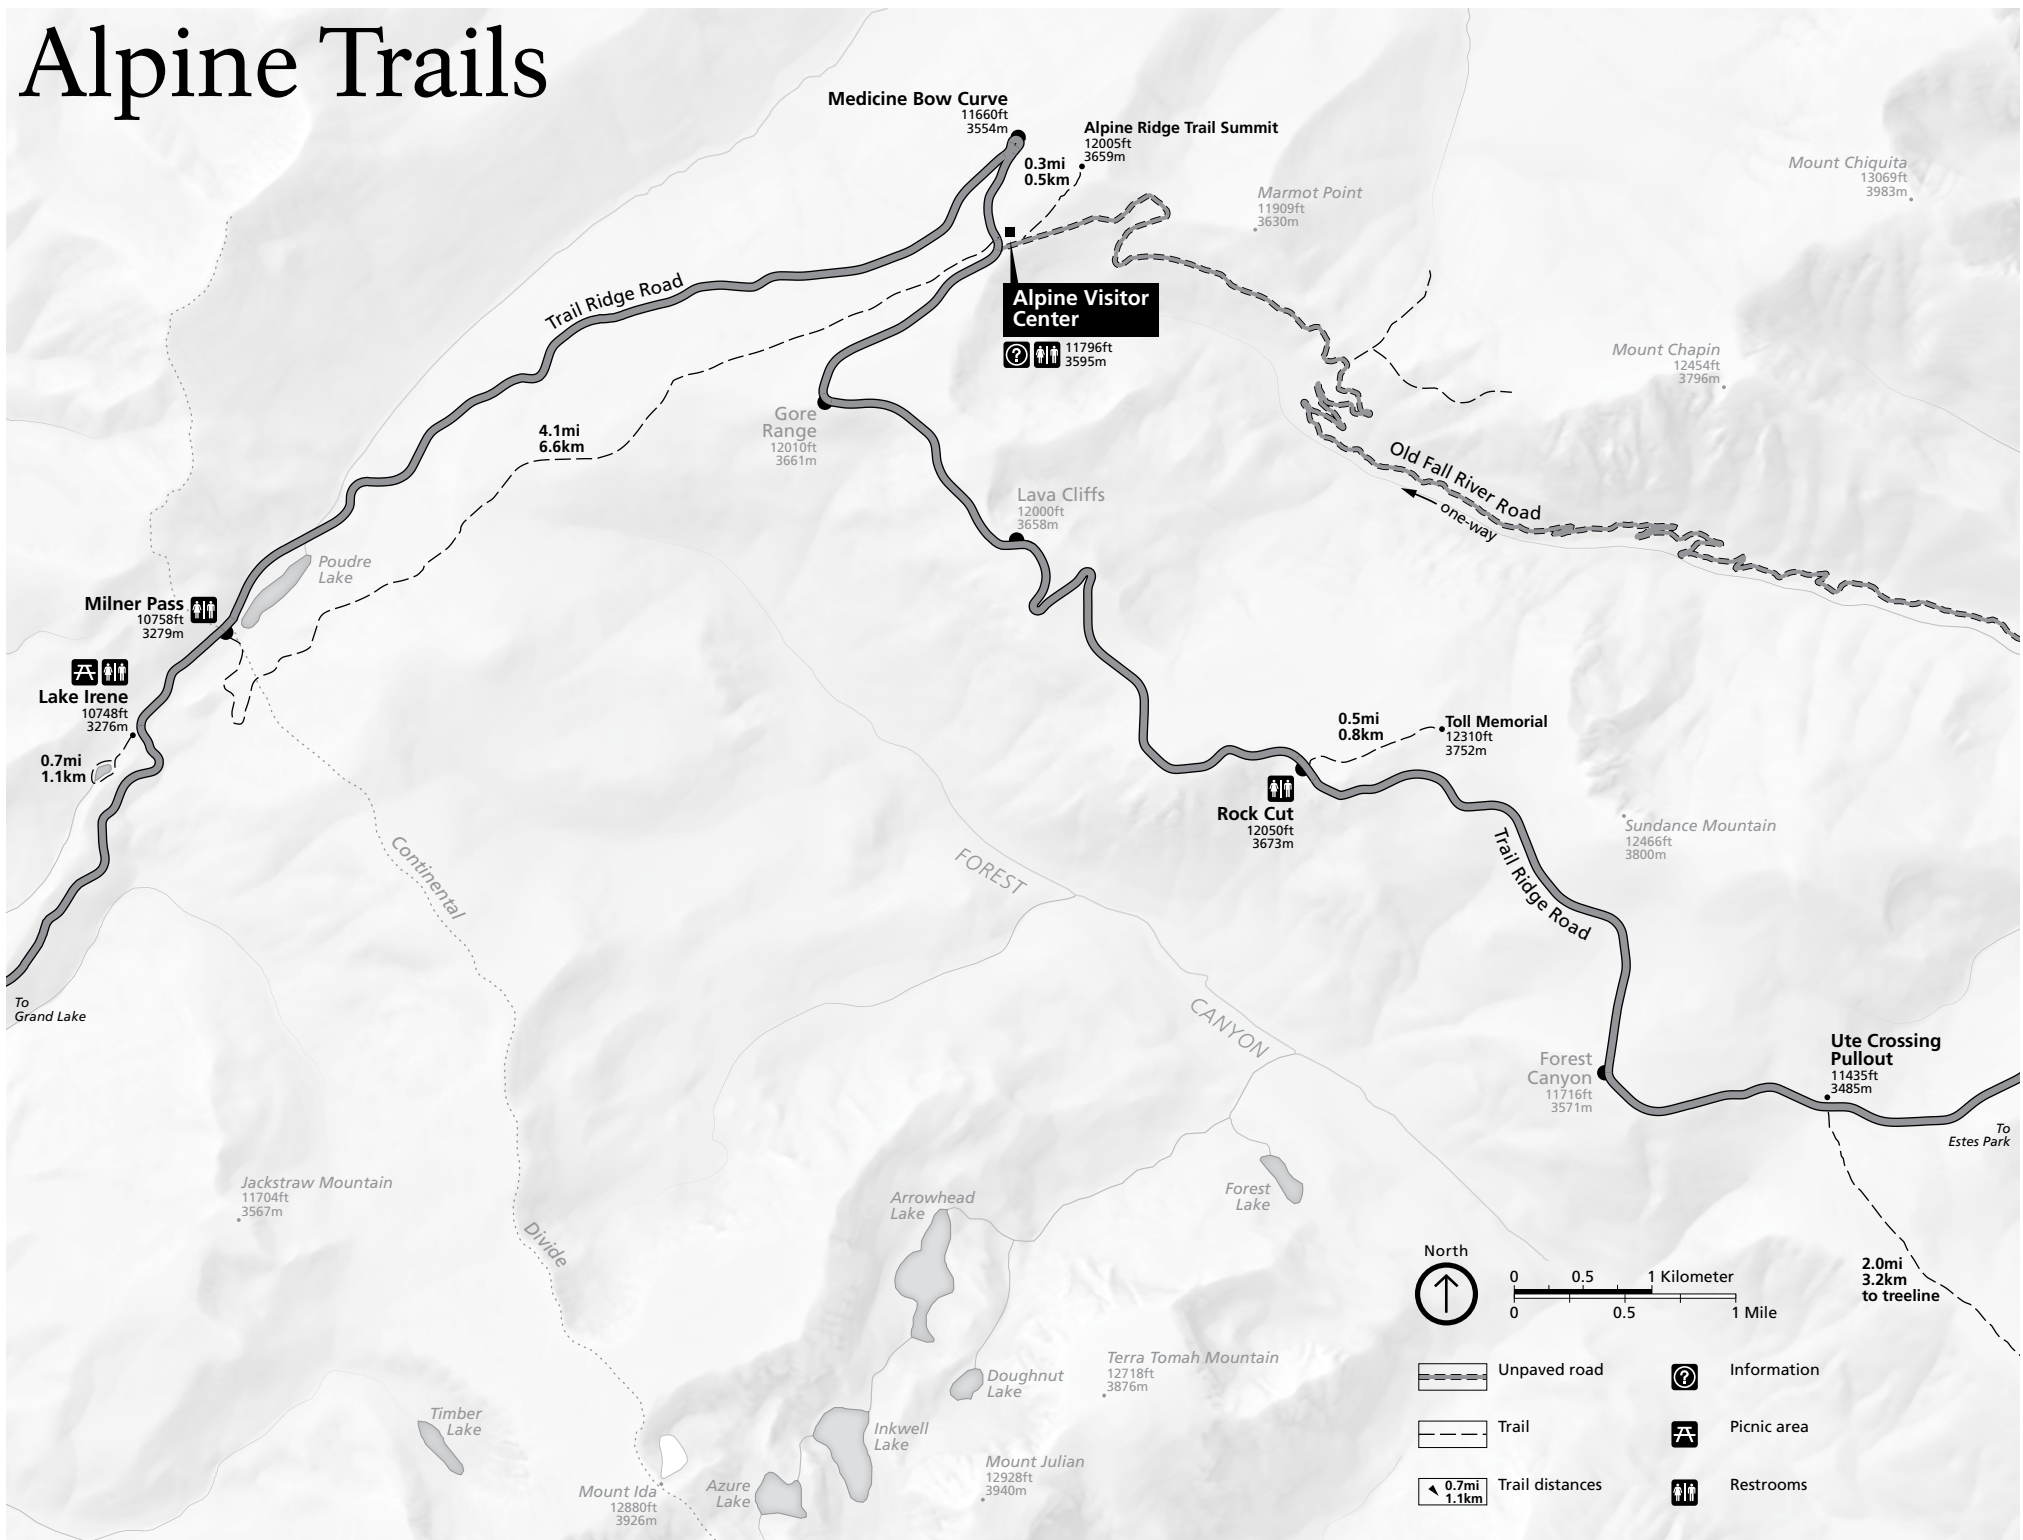 Alpine Trails
Medicine Bow Curve
11660ft
3554m
Alpine Ridge Trail Summit
12005ft
3659m
0.3mi
0.5km
Mount Chiquita
13069ft
3983m
Marmot Point
11909ft
3630m
Trail Ridge Road
Alpine Visitor
Center
11796ft
3595m
Mount Chapin
12454ft
3796m
Gore
Range
12010ft
3661m
4.1mi
6.6km
Old Fall River Road
one-way
Lava Cliffs
12000ft
3658m
Poudre
Lake
Milner Pass
10758ft
3279m
Lake Irene
10748ft
3276m
0.7mi
1.1km
0.5mi
0.8km
Toll Memorial
12310ft
3752m
Rock Cut
12050ft
3673m
Sundance Mountain
12466ft
3800m
Trail Ridge Road
Continental
Divide
FOREST
CANYON
To
Grand Lake
Forest
Canyon
11716ft
3571m
Ute Crossing
Pullout
11435ft
3485m
To
Estes Park
Jackstraw Mountain
11704ft
3567m
Arrowhead
Lake
Forest
Lake
2.0mi
3.2km
to treeline
North
0 0.5 1 Kilometer
0 0.5 1 Mile
Terra Tomah Mountain
12718ft
3876m
Doughnut
Lake
Timber
Lake
Inkwell
Lake
Mount Julian
12928ft
3940m
Azure
Lake
Mount Ida
12880ft
3926m
Unpaved road
Information
Trail
Picnic area
0.7mi
1.1km
Trail distances
Restrooms